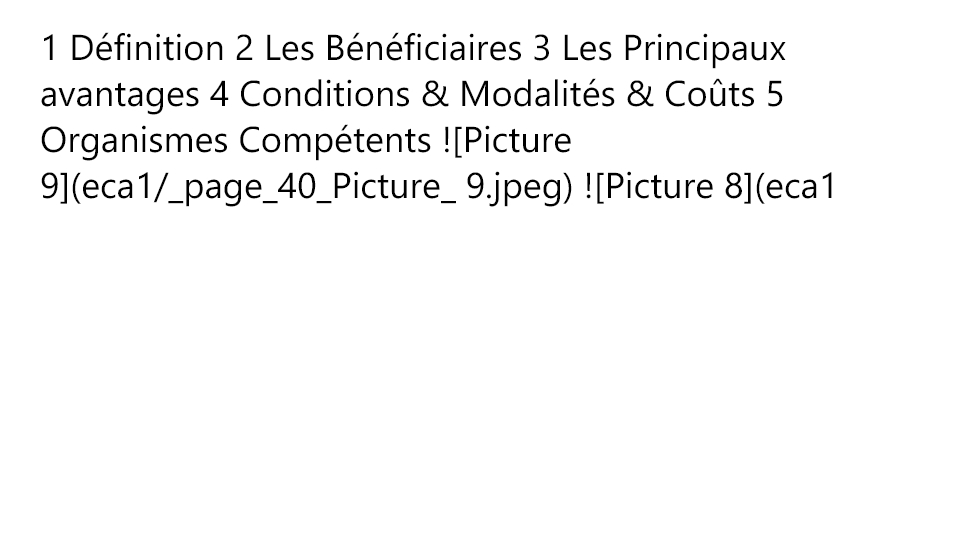 1 Définition 2 Les Bénéficiaires 3 Les Principaux
avantages 4 Conditions & Modalités & Coûts 5
Organismes Compétents ![Picture
9](eca1/_page_40_Picture_ 9.jpeg) ![Picture 8](eca1